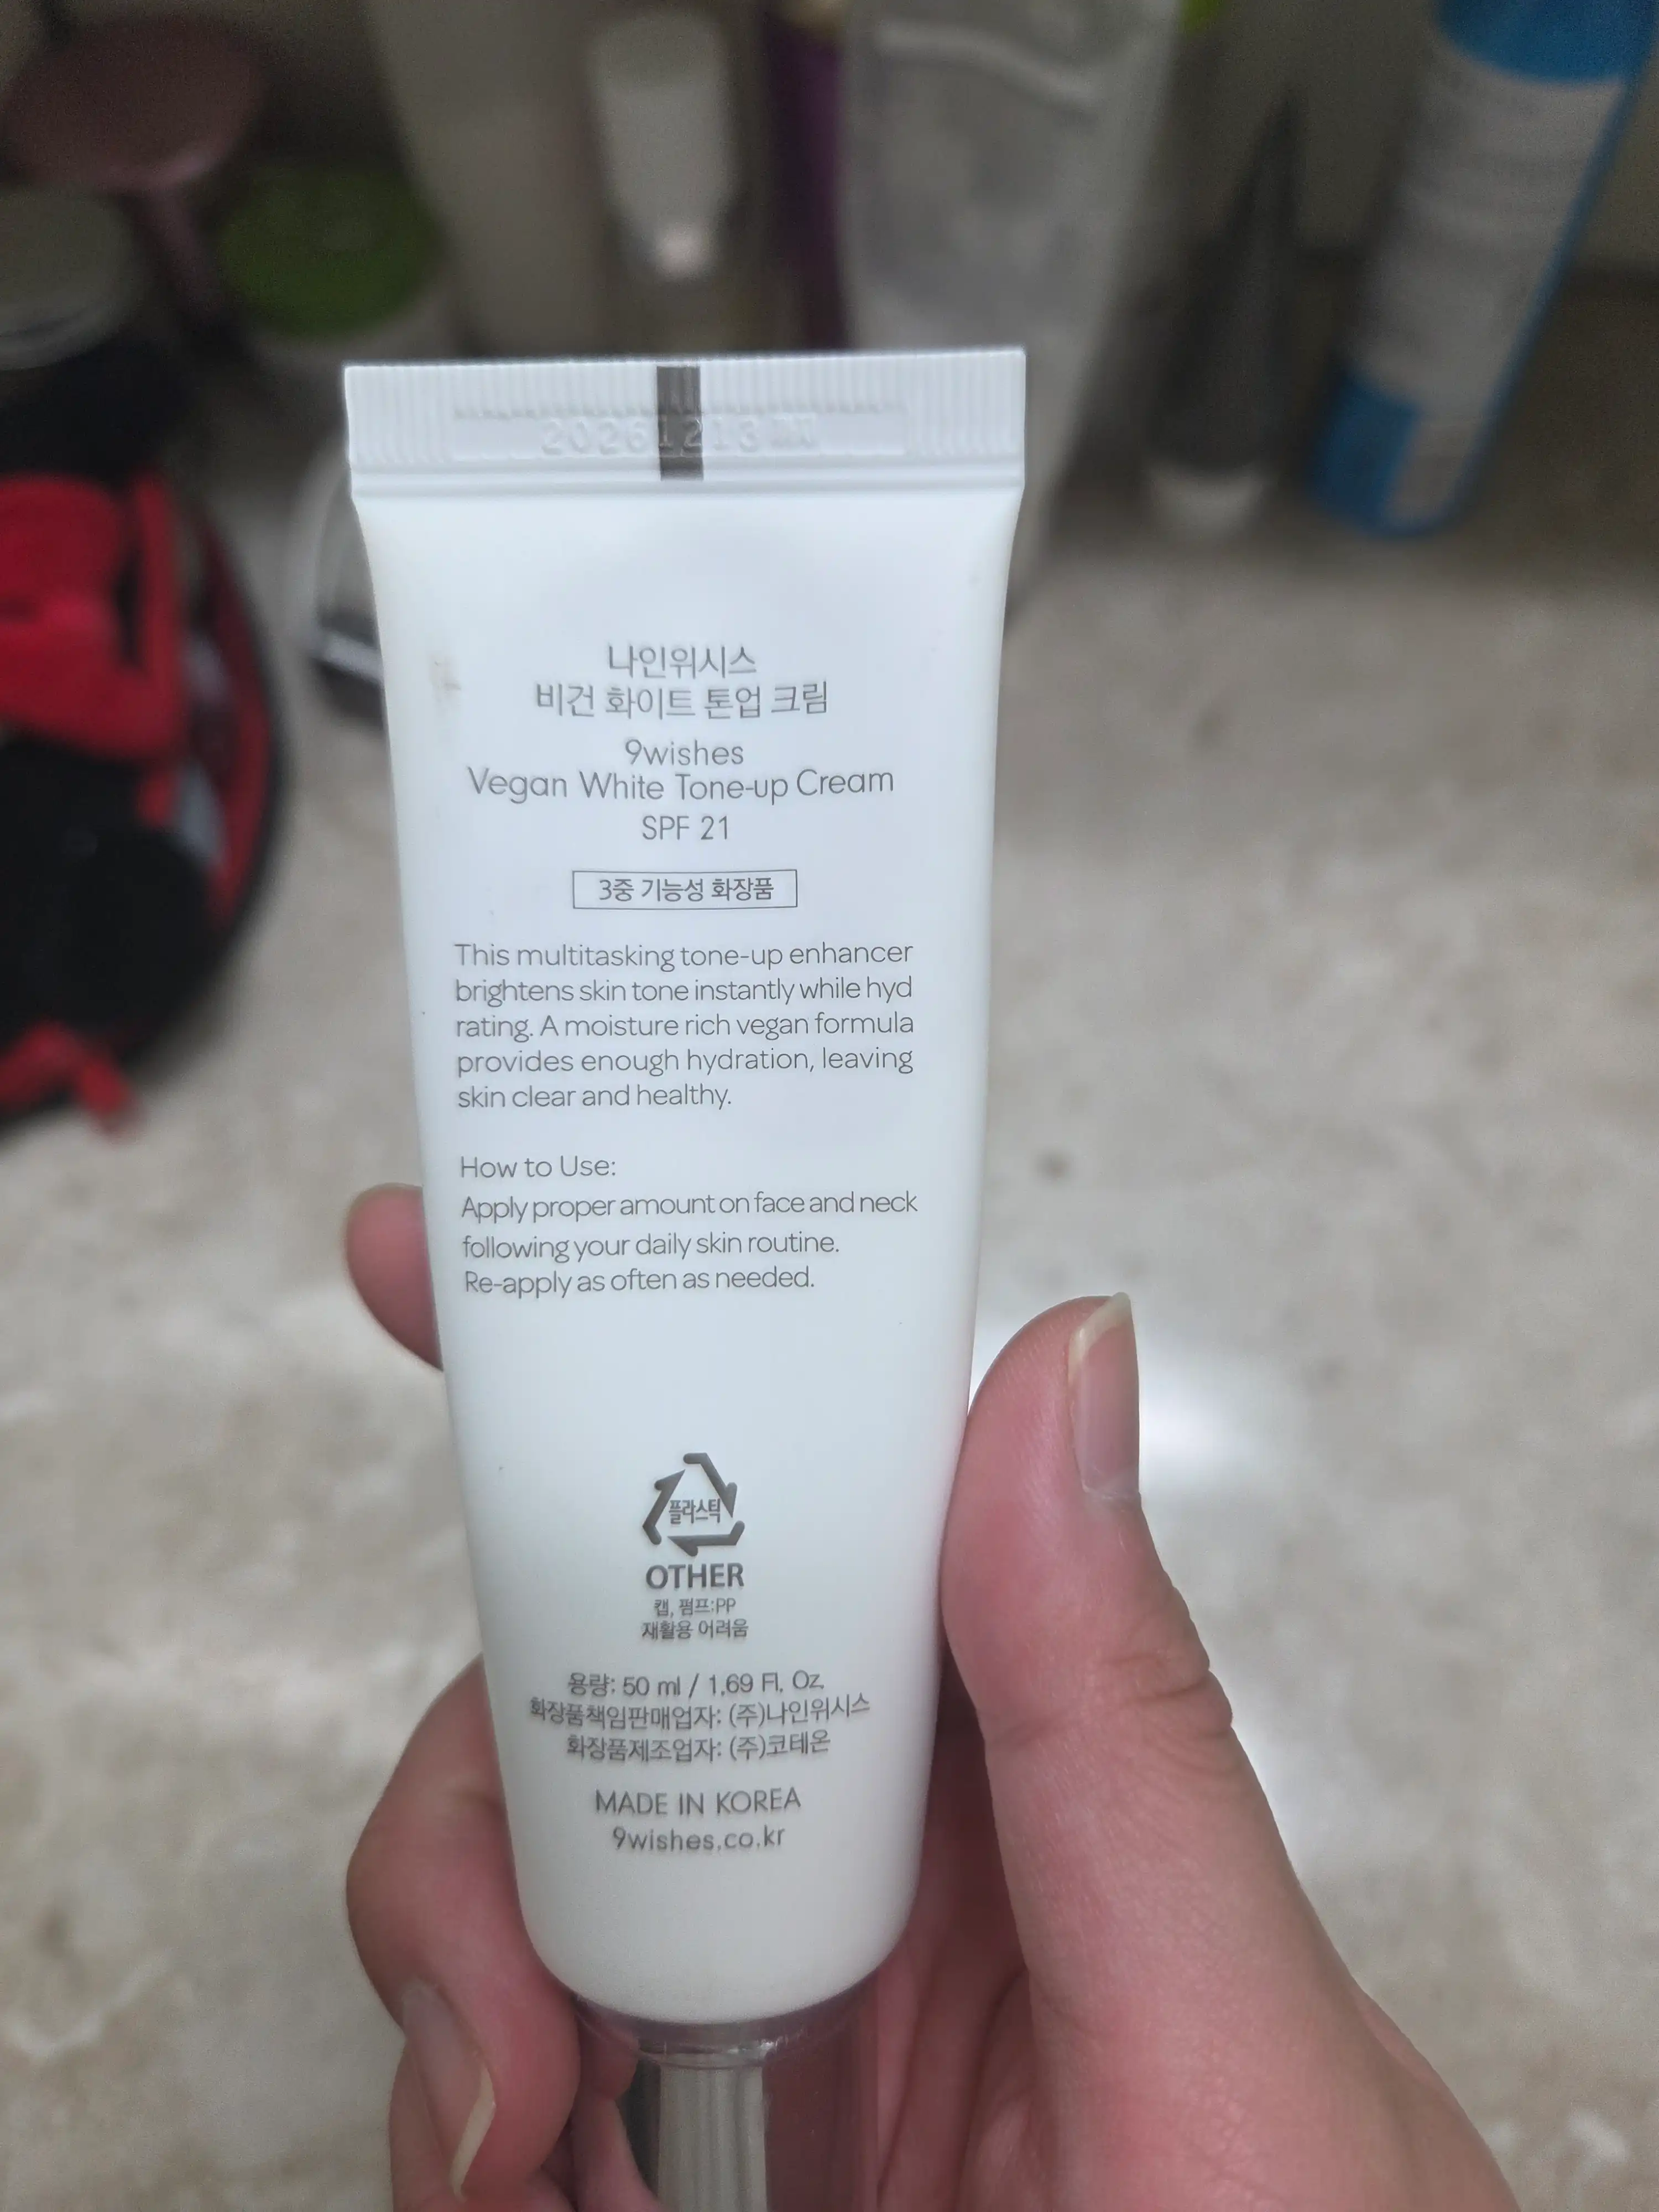 20261213
나인위시스
비건 화이트 톤업 크림
9wishes
Vegan White Tone-up Cream
SPF 21
3중 기능성 화장품
This multitasking tone-up enhancer
brightens skin tone instantly while hyd
rating. A moisture rich vegan formula
provides enough hydration, leaving
skin clear and healthy.
How to Use:
Apply proper amount on face and neck
following your daily skin routine.
Re-apply as often as needed.
플라스틱
OTHER
캡, 펌프:PP
재활용 어려움
용량: 50 ml / 1.69 Fl. Oz.
화장품책임판매업자: (주)나인위시스
화장품제조업자: (주)코테온
MADE IN KOREA
9wishes.co.kr